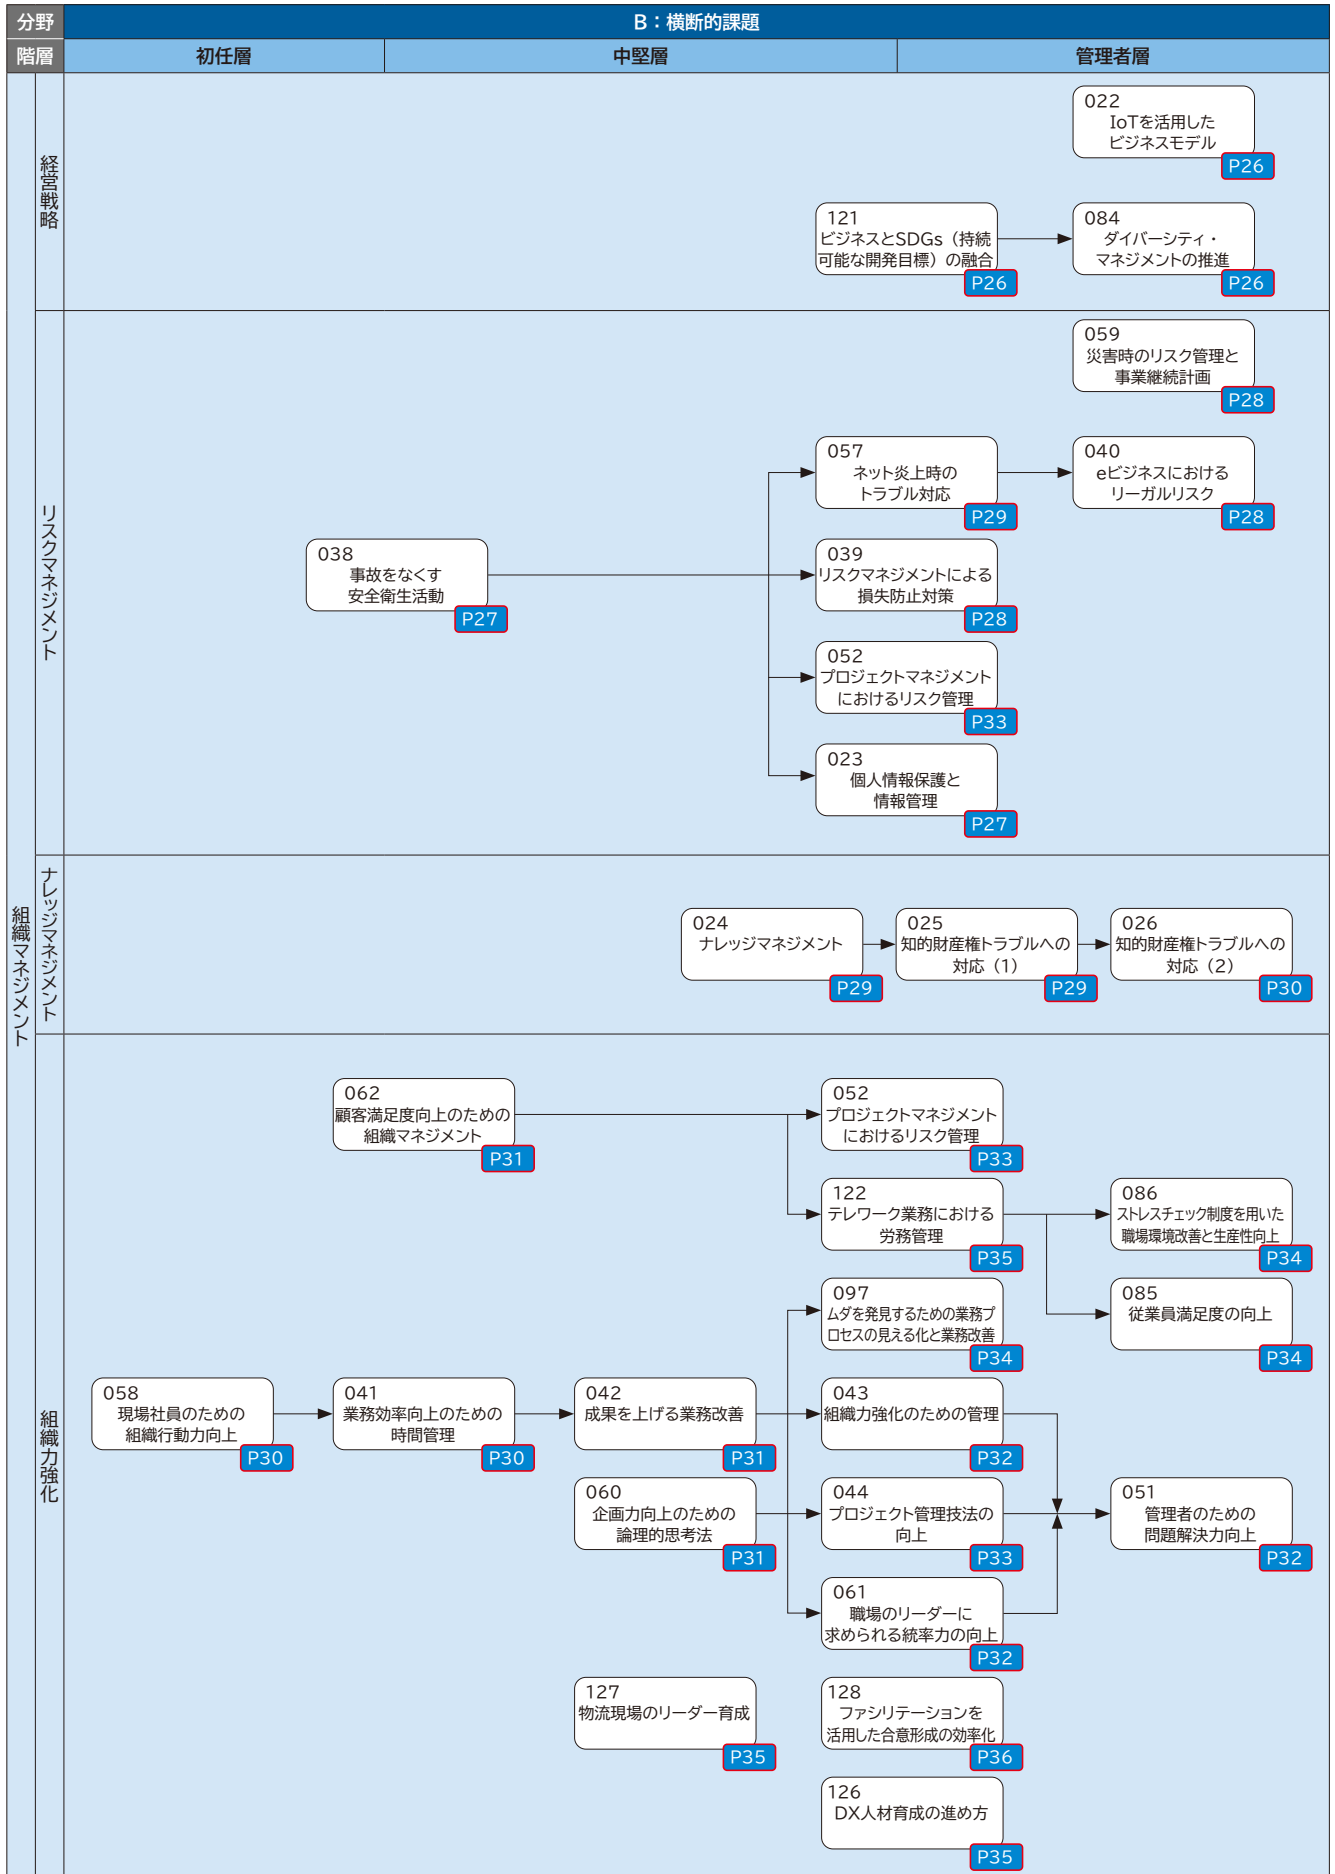 分野
B：横断的課題
階層
初任層
中堅層
管理者層
組織マネジメント
経営戦略
022
IoTを活用した
ビジネスモデル
P26
121
ビジネスとSDGs（持続
可能な開発目標）の融合
P26
084
ダイバーシティ・
マネジメントの推進
P26
リスクマネジメント
059
災害時のリスク管理と
事業継続計画
P28
057
ネット炎上時の
トラブル対応
P29
040
eビジネスにおける
リーガルリスク
P28
038
事故をなくす
安全衛生活動
P27
039
リスクマネジメントによる
損失防止対策
P28
052
プロジェクトマネジメント
におけるリスク管理
P33
023
個人情報保護と
情報管理
P27
ナレッジマネジメント
024
ナレッジマネジメント
P29
025
知的財産権トラブルへの
対応（1）
P29
026
知的財産権トラブルへの
対応（2）
P30
組織力強化
062
顧客満足度向上のための
組織マネジメント
P31
052
プロジェクトマネジメント
におけるリスク管理
P33
122
テレワーク業務における
労務管理
P35
086
ストレスチェック制度を用いた
職場環境改善と生産性向上
P34
097
ムダを発見するための業務プ
ロセスの見える化と業務改善
P34
085
従業員満足度の向上
P34
058
現場社員のための
組織行動力向上
P30
041
業務効率向上のための
時間管理
P30
042
成果を上げる業務改善
P31
043
組織力強化のための管理
P32
060
企画力向上のための
論理的思考法
P31
044
プロジェクト管理技法の
向上
P33
051
管理者のための
問題解決力向上
P32
061
職場のリーダーに
求められる統率力の向上
P32
127
物流現場のリーダー育成
P35
128
ファシリテーションを
活用した合意形成の効率化
P36
126
DX人材育成の進め方
P35